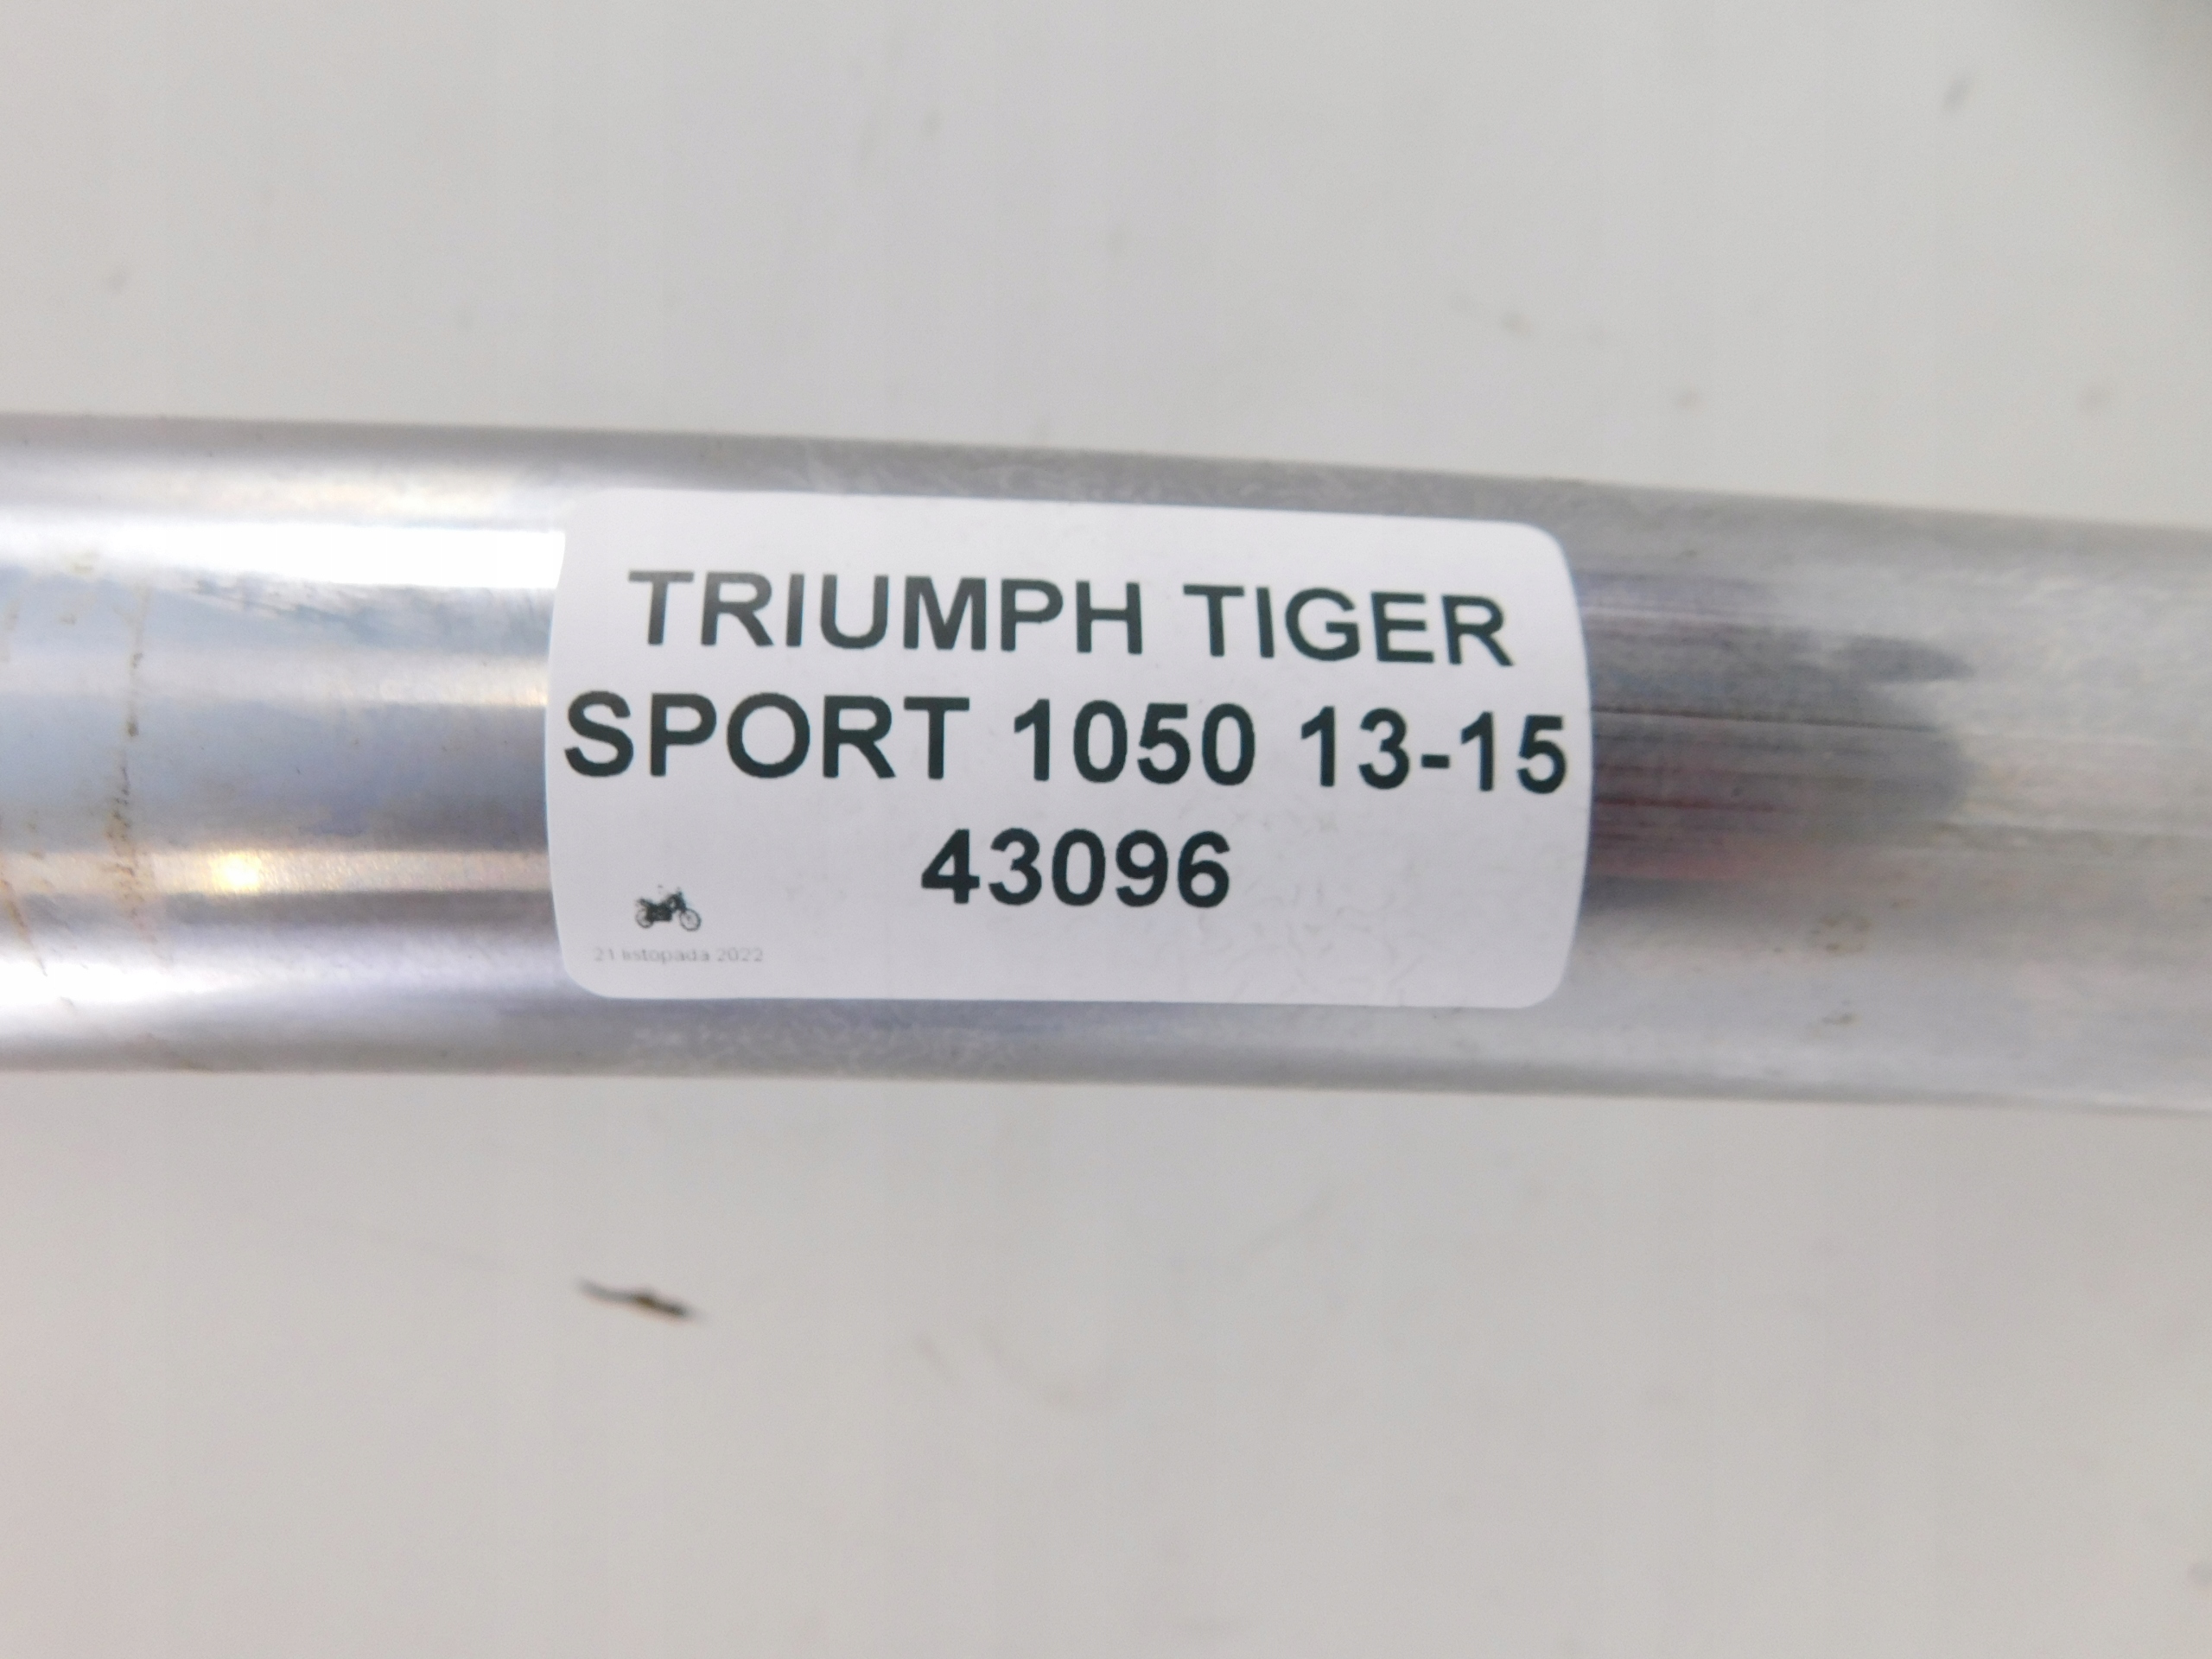 TRIUMPH TIGER
SPORT 1050 13-15
43096
21 listopada 2022